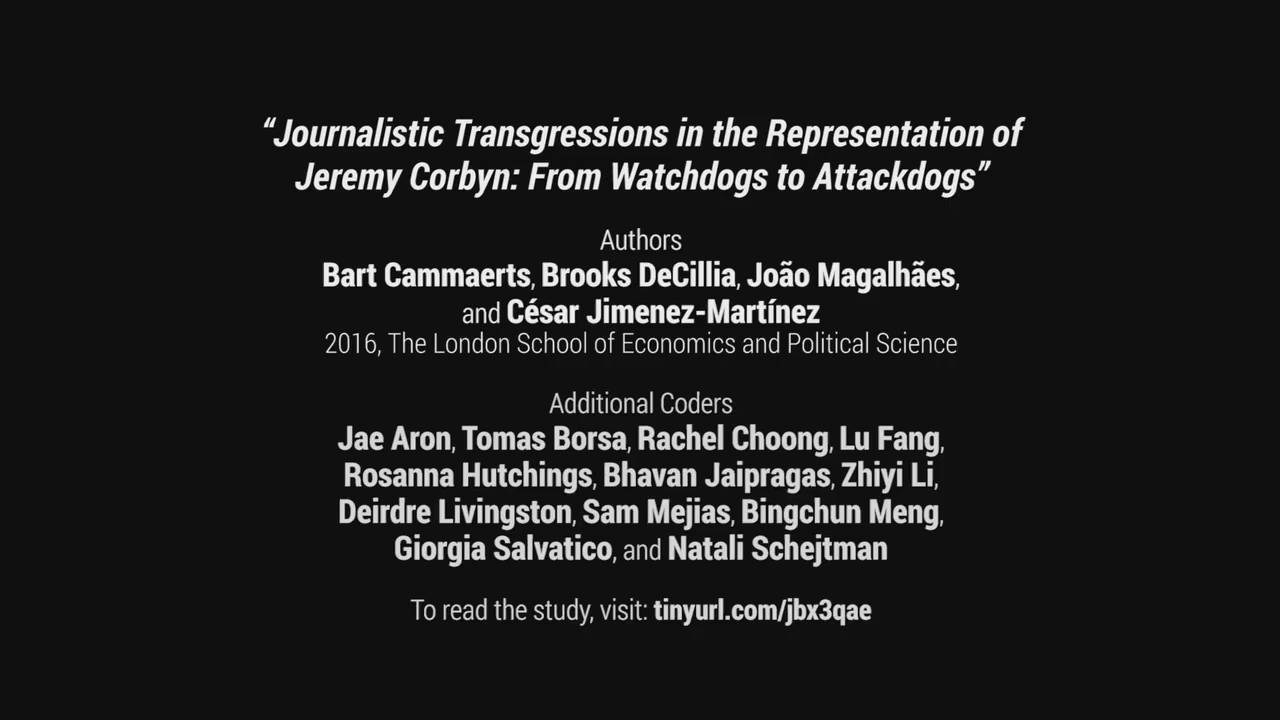 “Journalistic Transgressions in the Representation of
Jeremy Corbyn: From Watchdogs to Attackdogs”
Authors
Bart Cammaerts, Brooks DeCillia, João Magalhães,
and César Jimenez-Martínez
2016, The London School of Economics and Political Science
Additional Coders
Jae Aron, Tomas Borsa, Rachel Choong, Lu Fang,
Rosanna Hutchings, Bhavan Jaipragas, Zhiyi Li,
Deirdre Livingston, Sam Mejias, Bingchun Meng,
Giorgia Salvatico, and Natali Schejtman
To read the study, visit: tinyurl.com/jbx3qae